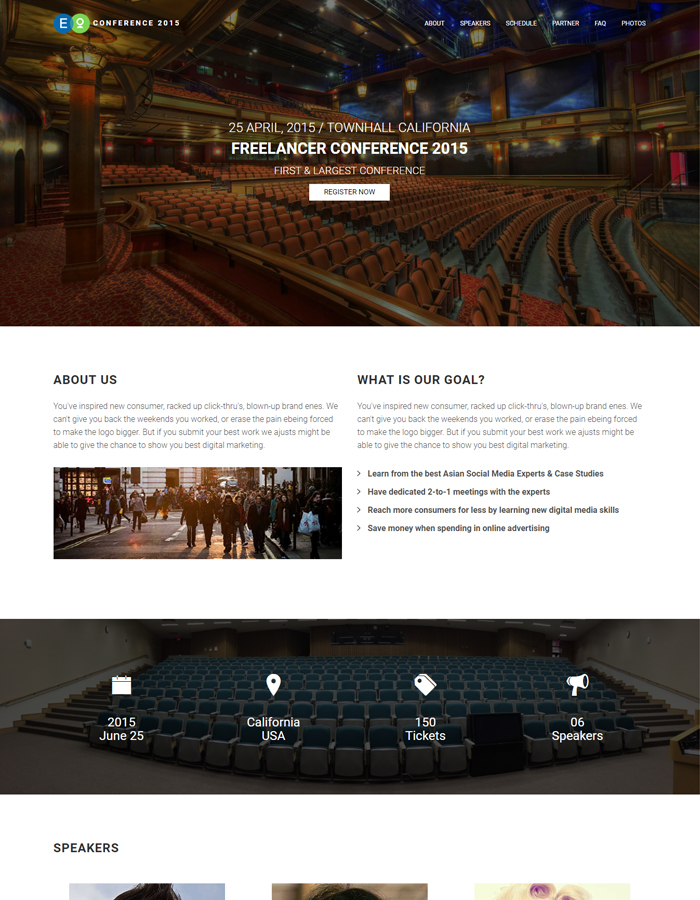 EO CONFERENCE 2015
ABOUT SPEAKERS SCHEDULE PARTNER FAQ PHOTOS
25 APRIL, 2015 / TOWNHALL CALIFORNIA
FREELANCER CONFERENCE 2015
FIRST & LARGEST CONFERENCE
REGISTER NOW
ABOUT US
You've inspired new consumer, racked up click-thru's, blown-up brand enes. We
can't give you back the weekends you worked, or erase the pain ebeing forced
to make the logo bigger. But if you submit your best work we ajusts might be
able to give the chance to show you best digital marketing.
WHAT IS OUR GOAL?
You've inspired new consumer, racked up click-thru's, blown-up brand enes. We
can't give you back the weekends you worked, or erase the pain ebeing forced
to make the logo bigger. But if you submit your best work we ajusts might be
able to give the chance to show you best digital marketing.
Learn from the best Asian Social Media Experts & Case Studies
Have dedicated 2-to-1 meetings with the experts
Reach more consumers for less by learning new digital media skills
Save money when spending in online advertising
2015
June 25
California
USA
150
Tickets
06
Speakers
SPEAKERS